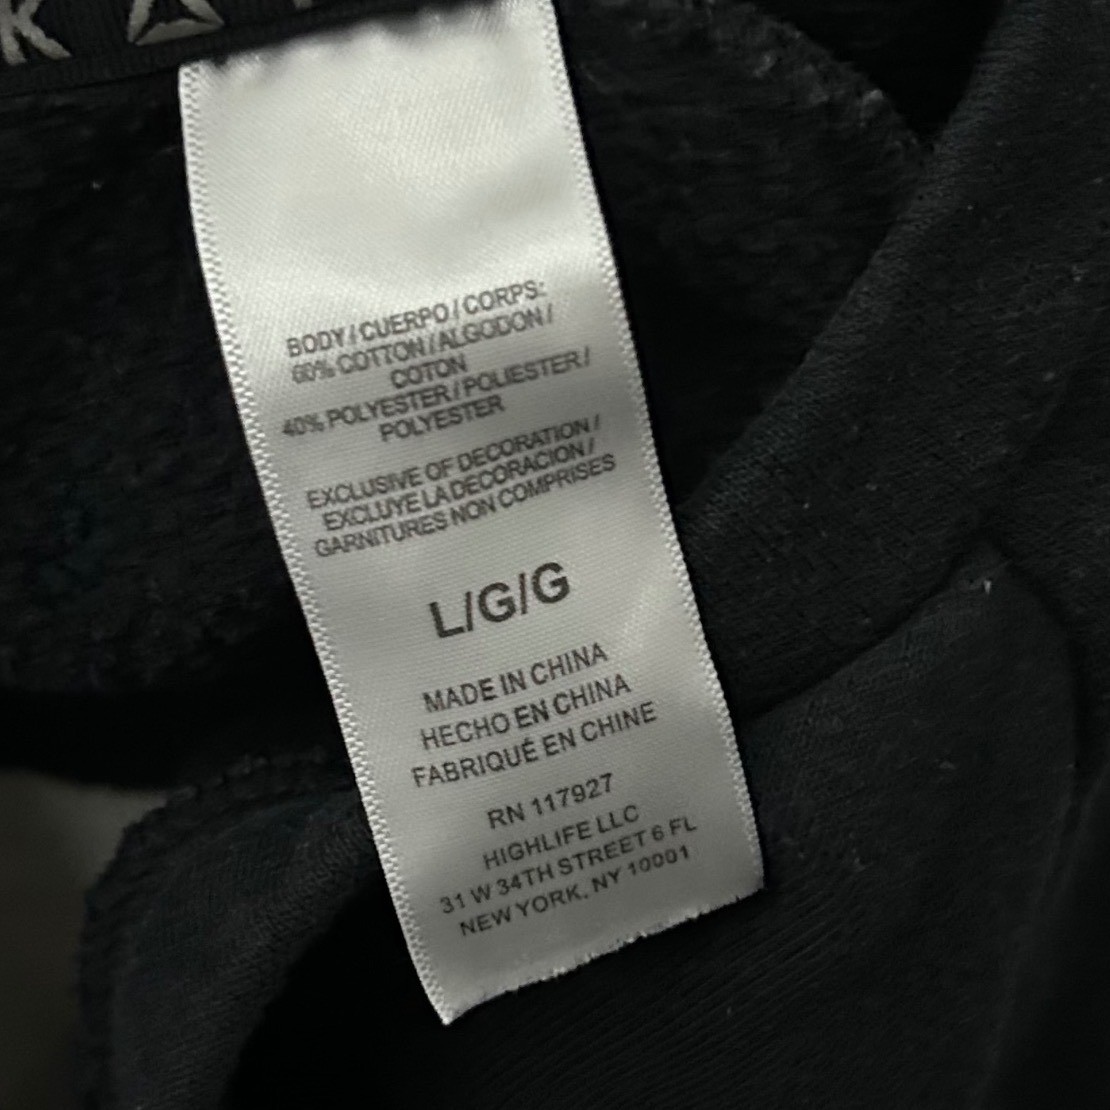 BODY / CUERPO / CORPS:
60% COTTON / ALGODON /
COTON
40% POLYESTER / POLIESTER /
POLYESTER
EXCLUSIVE OF DECORATION /
EXCLUYE LA DECORACION /
GARNITURES NON COMPRISES
L/G/G
MADE IN CHINA
HECHO EN CHINA
FABRIQUÉ EN CHINE
RN 117927
HIGHLIFE LLC
31 W 34TH STREET 6 FL
NEW YORK, NY 10001